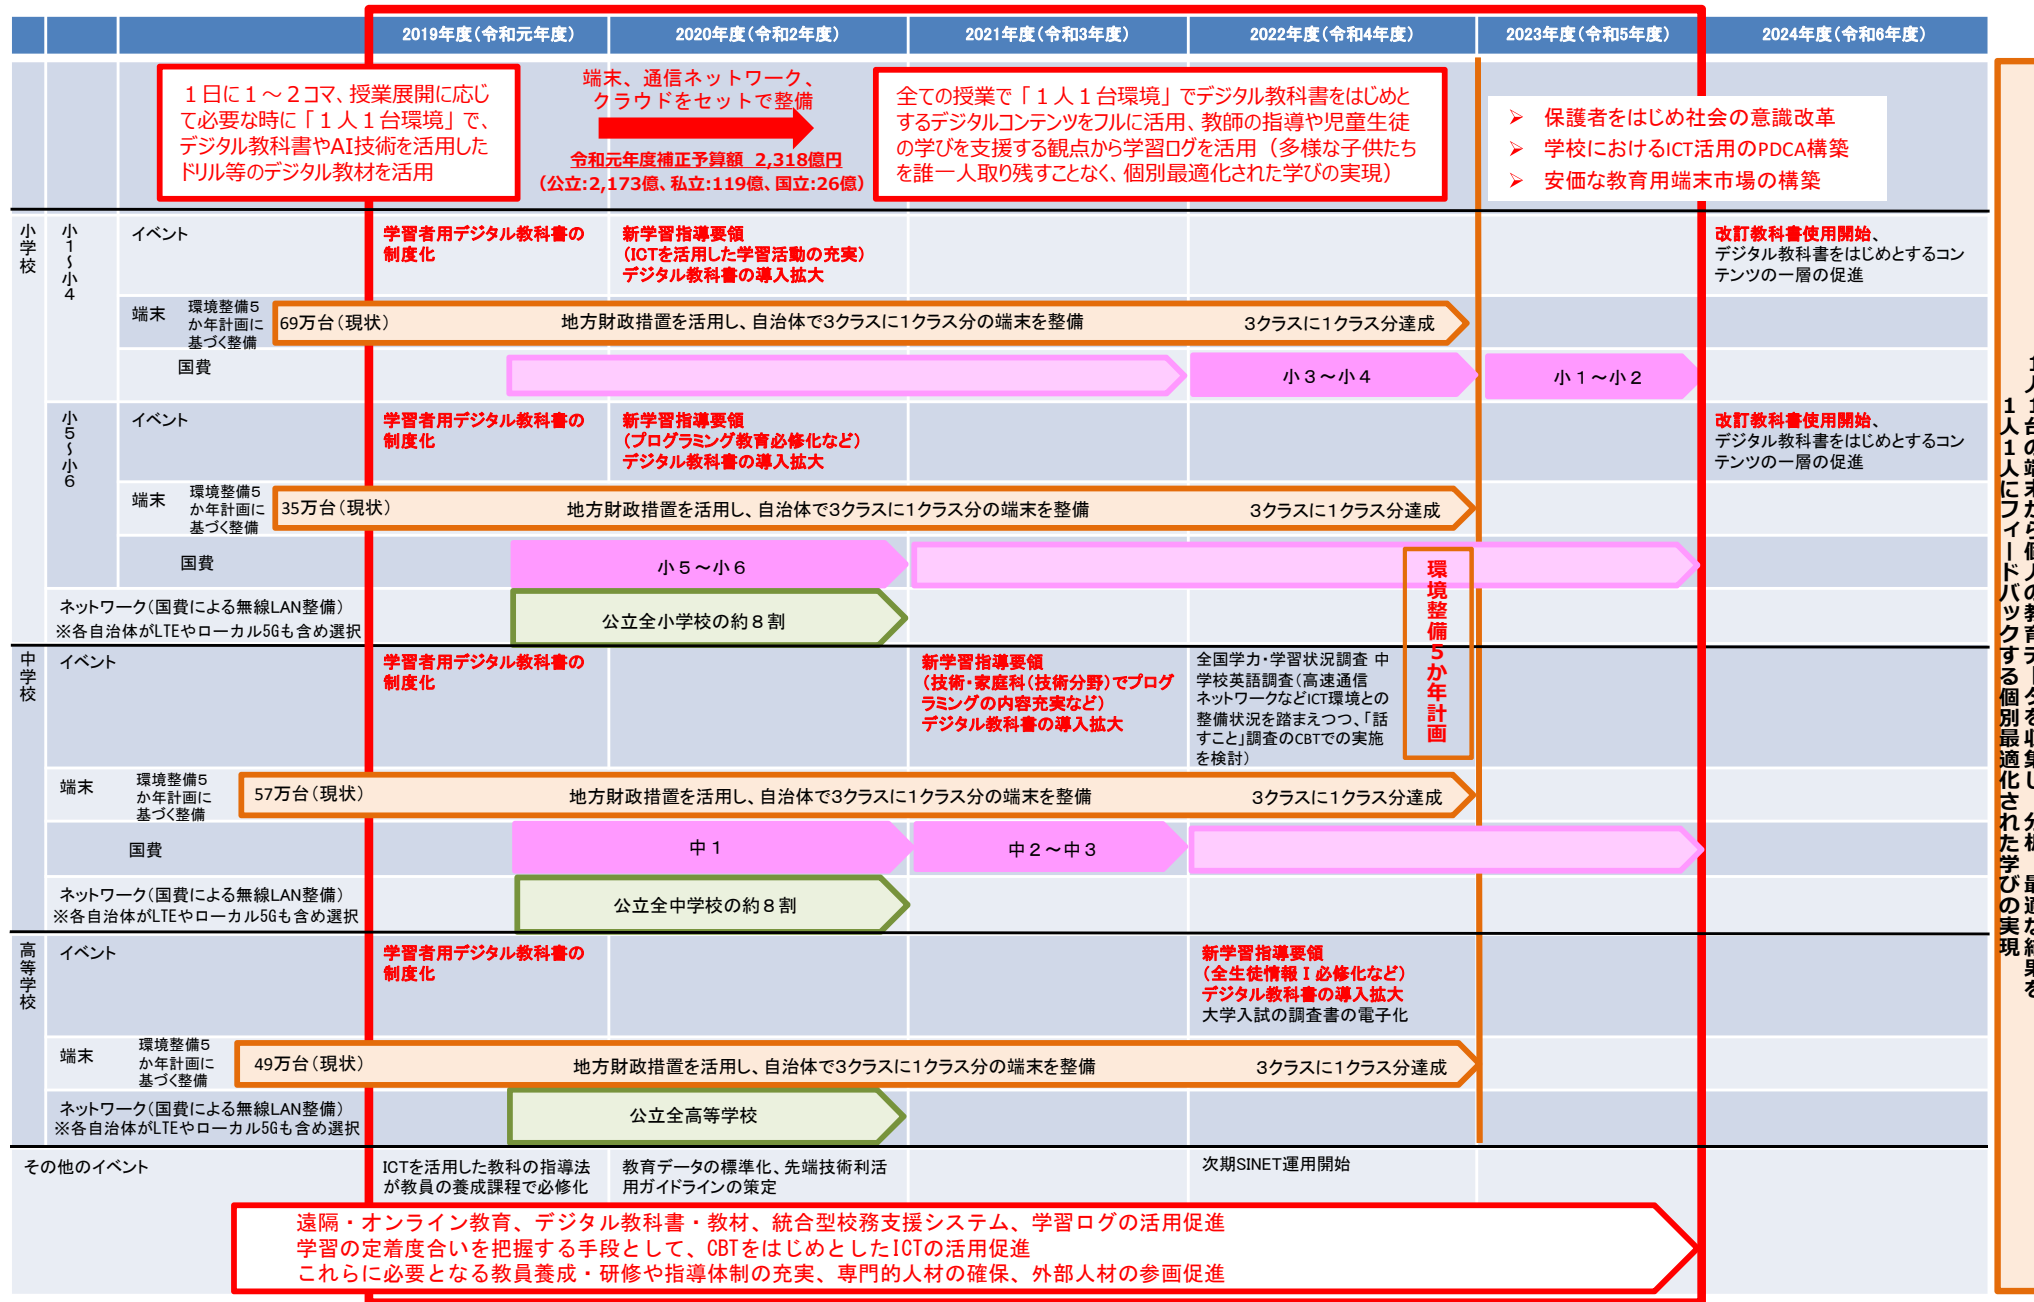 2019年度(令和元年度)
2020年度(令和2年度)
2021年度(令和3年度)
2022年度(令和4年度)
2023年度(令和5年度)
2024年度(令和6年度)
1日に1～2コマ、授業展開に応じ
て必要な時に「1人1台環境」で、
デジタル教科書やAI技術を活用した
ドリル等のデジタル教材を活用
端末、通信ネットワーク、
クラウドをセットで整備
令和元年度補正予算額 2,318億円
(公立:2,173億、私立:119億、国立:26億)
全ての授業で「1人1台環境」でデジタル教科書をはじめと
するデジタルコンテンツをフルに活用、教師の指導や児童生徒
の学びを支援する観点から学習ログを活用（多様な子供たち
を誰一人取り残すことなく、個別最適化された学びの実現）
➢ 保護者をはじめ社会の意識改革
➢ 学校におけるICT活用のPDCA構築
➢ 安価な教育用端末市場の構築
小学校
小1～小4
イベント
学習者用デジタル教科書の
制度化
新学習指導要領
(ICTを活用した学習活動の充実)
デジタル教科書の導入拡大
改訂教科書使用開始、
デジタル教科書をはじめとするコン
テンツの一層の促進
端末
環境整備5
か年計画に
基づく整備
69万台(現状)
地方財政措置を活用し、自治体で3クラスに1クラス分の端末を整備
3クラスに1クラス分達成
国費
小3～小4
小1～小2
小5～小6
イベント
学習者用デジタル教科書の
制度化
新学習指導要領
(プログラミング教育必修化など)
デジタル教科書の導入拡大
改訂教科書使用開始、
デジタル教科書をはじめとするコン
テンツの一層の促進
端末
環境整備5
か年計画に
基づく整備
35万台(現状)
地方財政措置を活用し、自治体で3クラスに1クラス分の端末を整備
3クラスに1クラス分達成
国費
小5～小6
環境整備5か年計画
ネットワーク(国費による無線LAN整備)
※各自治体がLTEやローカル5Gも含め選択
公立全小学校の約8割
中学校
イベント
学習者用デジタル教科書の
制度化
新学習指導要領
(技術・家庭科(技術分野)でプログ
ラミングの内容充実など)
デジタル教科書の導入拡大
全国学力・学習状況調査 中
学校英語調査(高速通信
ネットワークなどICT環境との
整備状況を踏まえつつ、「話
すこと」調査のCBTでの実施
を検討)
端末
環境整備5
か年計画に
基づく整備
57万台(現状)
地方財政措置を活用し、自治体で3クラスに1クラス分の端末を整備
3クラスに1クラス分達成
国費
中1
中2～中3
ネットワーク(国費による無線LAN整備)
※各自治体がLTEやローカル5Gも含め選択
公立全中学校の約8割
高等学校
イベント
学習者用デジタル教科書の
制度化
新学習指導要領
(全生徒情報Ⅰ必修化など)
デジタル教科書の導入拡大
大学入試の調査書の電子化
端末
環境整備5
か年計画に
基づく整備
49万台(現状)
地方財政措置を活用し、自治体で3クラスに1クラス分の端末を整備
3クラスに1クラス分達成
ネットワーク(国費による無線LAN整備)
※各自治体がLTEやローカル5Gも含め選択
公立全高等学校
その他のイベント
ICTを活用した教科の指導法
が教員の養成課程で必修化
教育データの標準化、先端技術利活
用ガイドラインの策定
次期SINET運用開始
遠隔・オンライン教育、デジタル教科書・教材、統合型校務支援システム、学習ログの活用促進
学習の定着度合いを把握する手段として、CBTをはじめとしたICTの活用促進
これらに必要となる教員養成・研修や指導体制の充実、専門的人材の確保、外部人材の参画促進
1人1台の端末から個人の教育データを収集し、分析、最適な結果を
1人1人にフィードバックする個別最適化された学びの実現